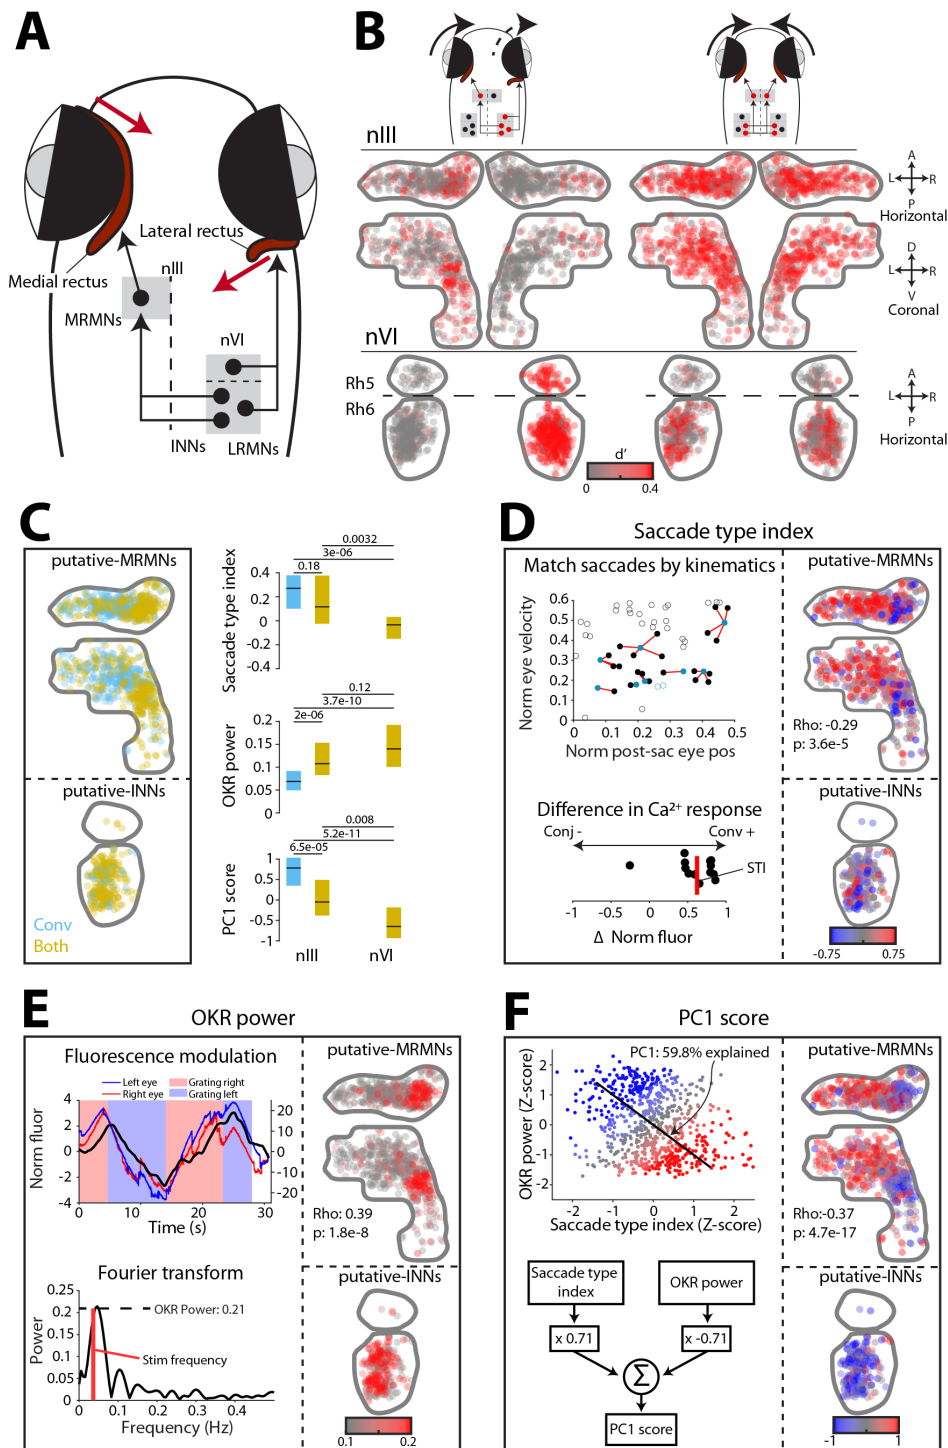 A
Lateral rectus
Medial rectus
nIII
MRMNs
nVI
INNs
LRMNs
B
nIII
A
L
R
P
Horizontal
D
L
R
V
Coronal
nVI
Rh5
Rh6
A
L
R
P
Horizontal
d'
0
0.4
C
putative-MRMNs
putative-INNs
Conv
Both
0.0032
3e-06
0.18
Saccade type index
0.4
0.2
0
-0.2
-0.4
0.12
3.7e-10
2e-06
OKR power
0.2
0.15
0.1
0.05
0
0.008
5.2e-11
6.5e-05
PC1 score
1
0.5
0
-0.5
-1
nIII
nVI
D
Saccade type index
Match saccades by kinematics
Norm eye velocity
0.6
0.5
0.4
0.3
0.2
0.1
0
0 0.1 0.2 0.3 0.4 0.5
Norm post-sac eye pos
Difference in Ca²⁺ response
Conj -
Conv +
STI
-1 -0.5 0 0.5 1
Δ Norm fluor
putative-MRMNs
Rho: -0.29
p: 3.6e-5
putative-INNs
-0.75 0.75
E
OKR power
Fluorescence modulation
Left eye
Right eye
Grating right
Grating left
Norm fluor
4
2
0
-2
-4
20
10
0
-10
-20
0 10 20 30
Time (s)
Fourier transform
Power
0.25
0.2
0.15
0.1
0.05
0
OKR Power: 0.21
Stim frequency
0 0.1 0.2 0.3 0.4
Frequency (Hz)
putative-MRMNs
Rho: 0.39
p: 1.8e-8
putative-INNs
0.1 0.2
F
PC1 score
PC1: 59.8% explained
OKR power (Z-score)
2
1
0
-1
-2
-2 -1 0 1 2
Saccade type index (Z-score)
Saccade type
index
OKR power
x 0.71
x -0.71
Σ
PC1 score
putative-MRMNs
Rho:-0.37
p: 4.7e-17
putative-INNs
-1 1